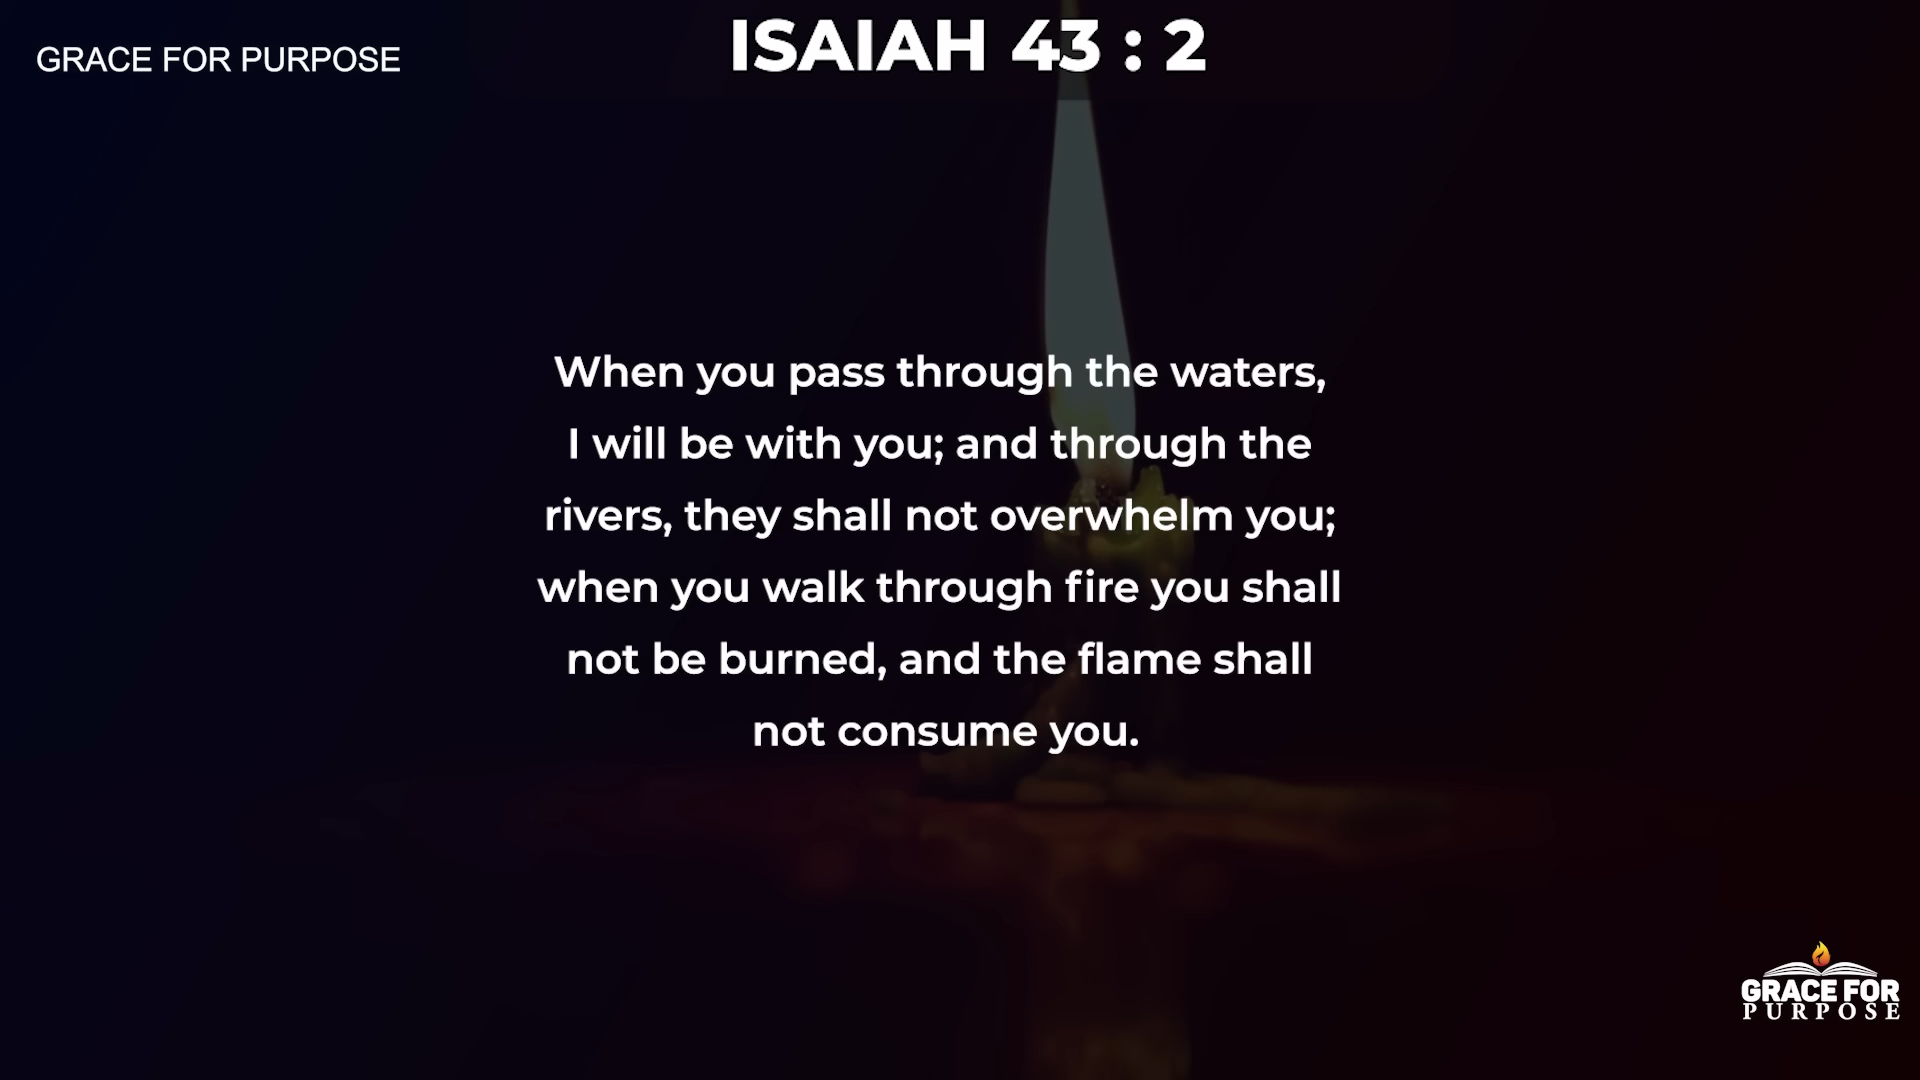 GRACE FOR PURPOSE
ISAIAH 43 : 2
When you pass through the waters,
I will be with you; and through the
rivers, they shall not overwhelm you;
when you walk through fire you shall
not be burned, and the flame shall
not consume you.
GRACE FOR
PURPOSE